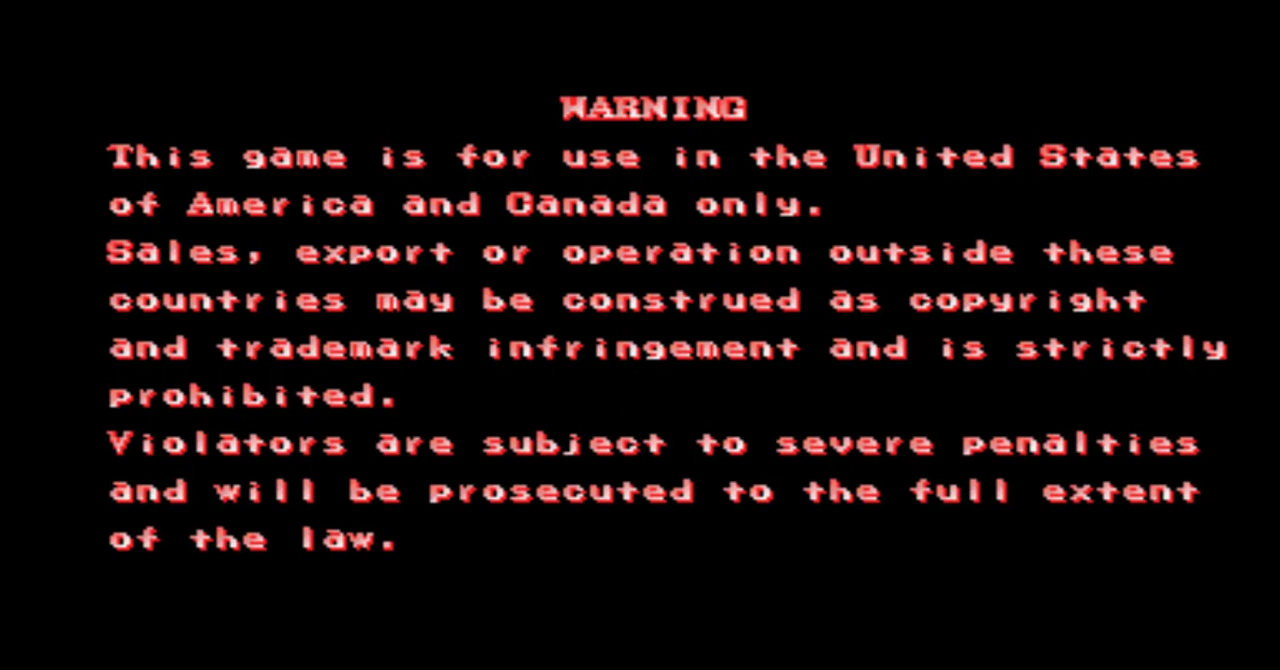 WARNING
This game is for use in the United States
of America and Canada only.
Sales, export or operation outside these
countries may be construed as copyright
and trademark infringement and is strictly
prohibited.
Violators are subject to severe penalties
and will be prosecuted to the full extent
of the law.